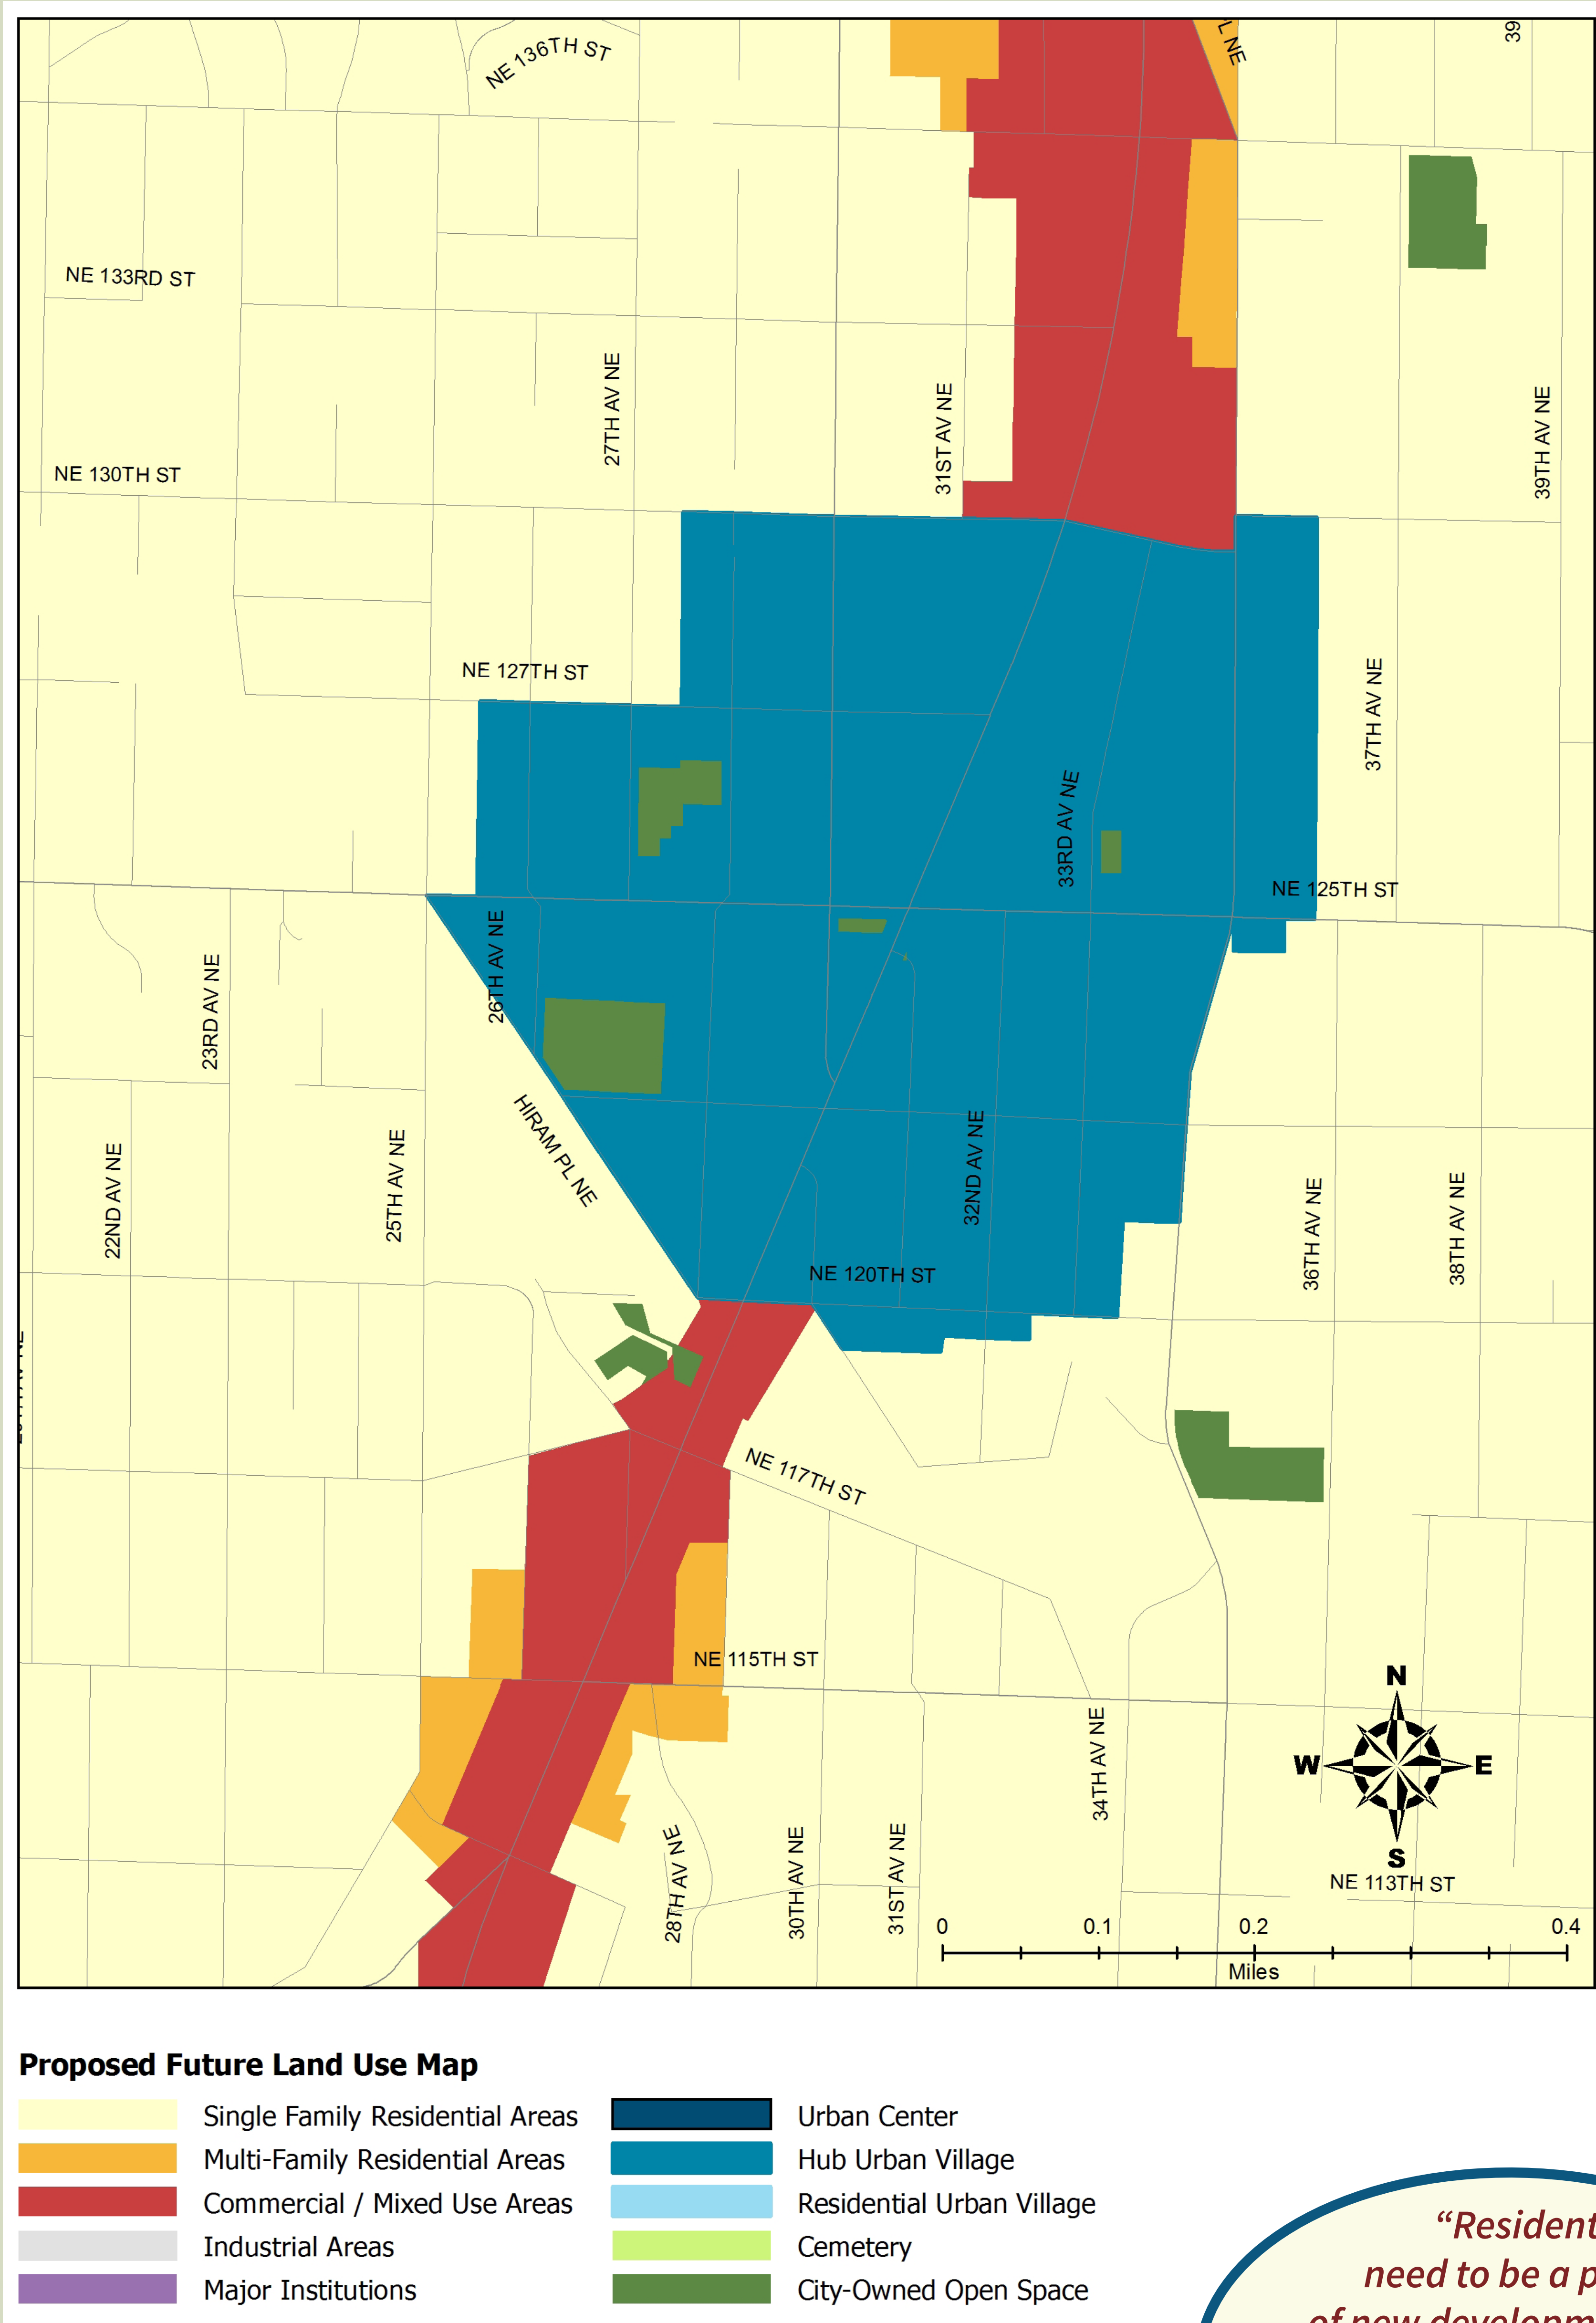 NE 136TH ST
L NE
39
NE 133RD ST
27TH AV NE
31ST AV NE
39TH AV NE
NE 130TH ST
NE 127TH ST
37TH AV NE
33RD AV NE
NE 125TH ST
26TH AV NE
23RD AV NE
HIRAM PL NE
22ND AV NE
25TH AV NE
32ND AV NE
36TH AV NE
38TH AV NE
NE 120TH ST
NE 117TH ST
NE 115TH ST
34TH AV NE
28TH AV NE
30TH AV NE
31ST AV NE
N
W E
S
NE 113TH ST
0 0.1 0.2 0.4
Miles
Proposed Future Land Use Map
Single Family Residential Areas
Multi-Family Residential Areas
Commercial / Mixed Use Areas
Industrial Areas
Major Institutions
Urban Center
Hub Urban Village
Residential Urban Village
Cemetery
City-Owned Open Space
“Resident
need to be a p
of new developm